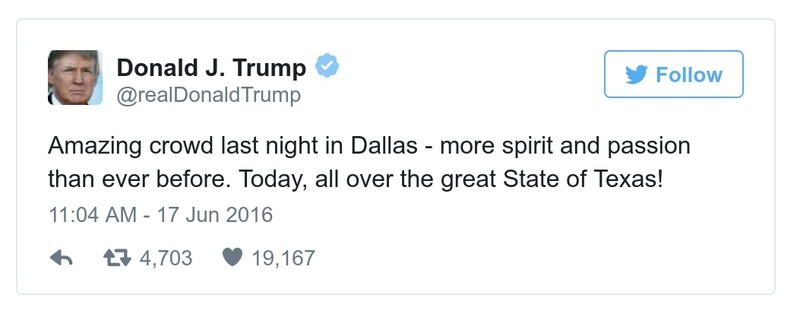 Donald J. Trump
@realDonaldTrump
Follow
Amazing crowd last night in Dallas - more spirit and passion
than ever before. Today, all over the great State of Texas!
11:04 AM - 17 Jun 2016
4,703 19,167